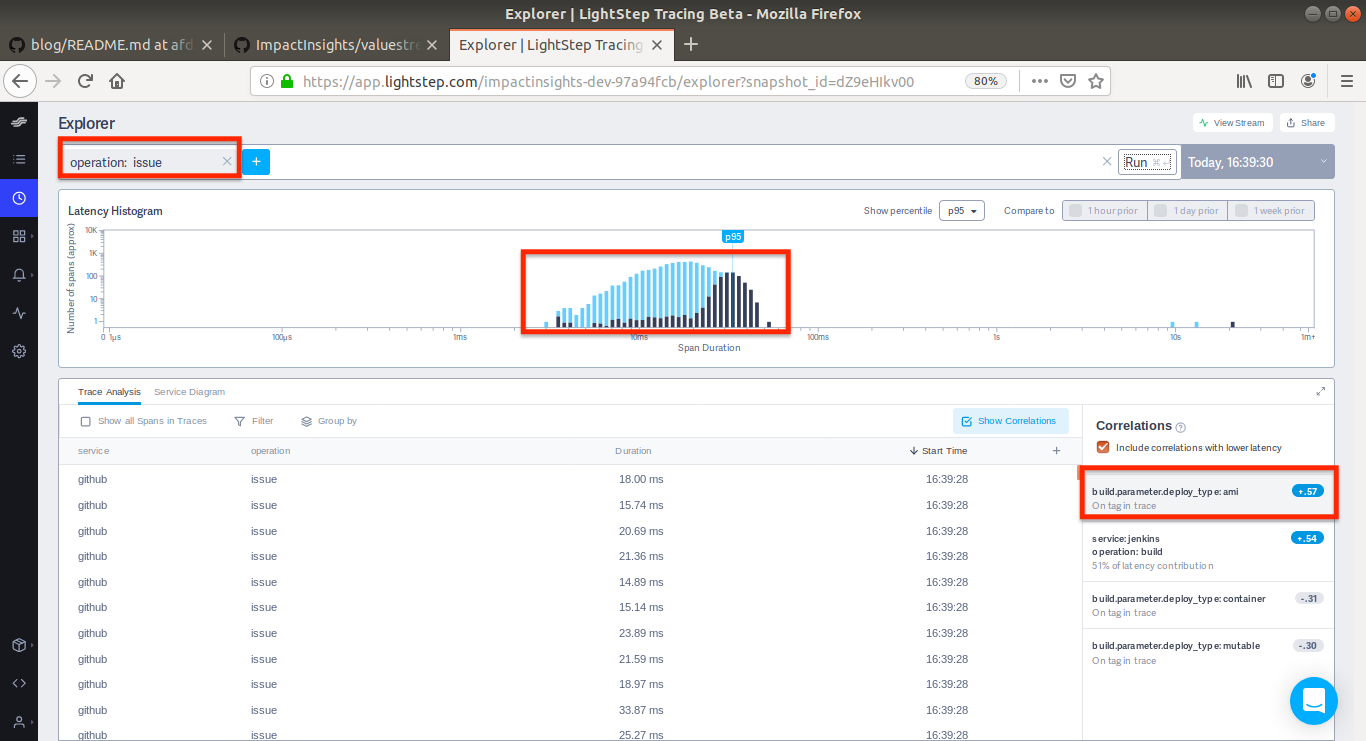 Explorer | LightStep Tracing Beta - Mozilla Firefox
blog/README.md at afd
ImpactInsights/valuestre
Explorer | LightStep Tracing
https://app.lightstep.com/impactinsights-dev-97a94fcb/explorer?snapshot_id=dZ9eHIkv00
80%
Explorer
View Stream
Share
operation: issue
+
Run
Today, 16:39:30
Latency Histogram
Show percentile
p95
Compare to
1 hour prior
1 day prior
1 week prior
Number of spans (approx)
10K
1K
100
10
1
p95
0 1µs
100µs
1ms
10ms
100ms
1s
10s
1m+
Span Duration
Trace Analysis
Service Diagram
Show all Spans in Traces
Filter
Group by
Show Correlations
service operation Duration Start Time +
github issue 18.00 ms 16:39:28
github issue 15.74 ms 16:39:28
github issue 20.69 ms 16:39:28
github issue 21.36 ms 16:39:28
github issue 14.89 ms 16:39:28
github issue 15.14 ms 16:39:28
github issue 23.89 ms 16:39:28
github issue 21.59 ms 16:39:28
github issue 18.97 ms 16:39:28
github issue 33.87 ms 16:39:28
github issue 25.27 ms 16:39:28
Correlations ?
Include correlations with lower latency
build.parameter.deploy_type: ami +.57
On tag in trace
service: jenkins +.54
operation: build
51% of latency contribution
build.parameter.deploy_type: container -.31
On tag in trace
build.parameter.deploy_type: mutable -.30
On tag in trace